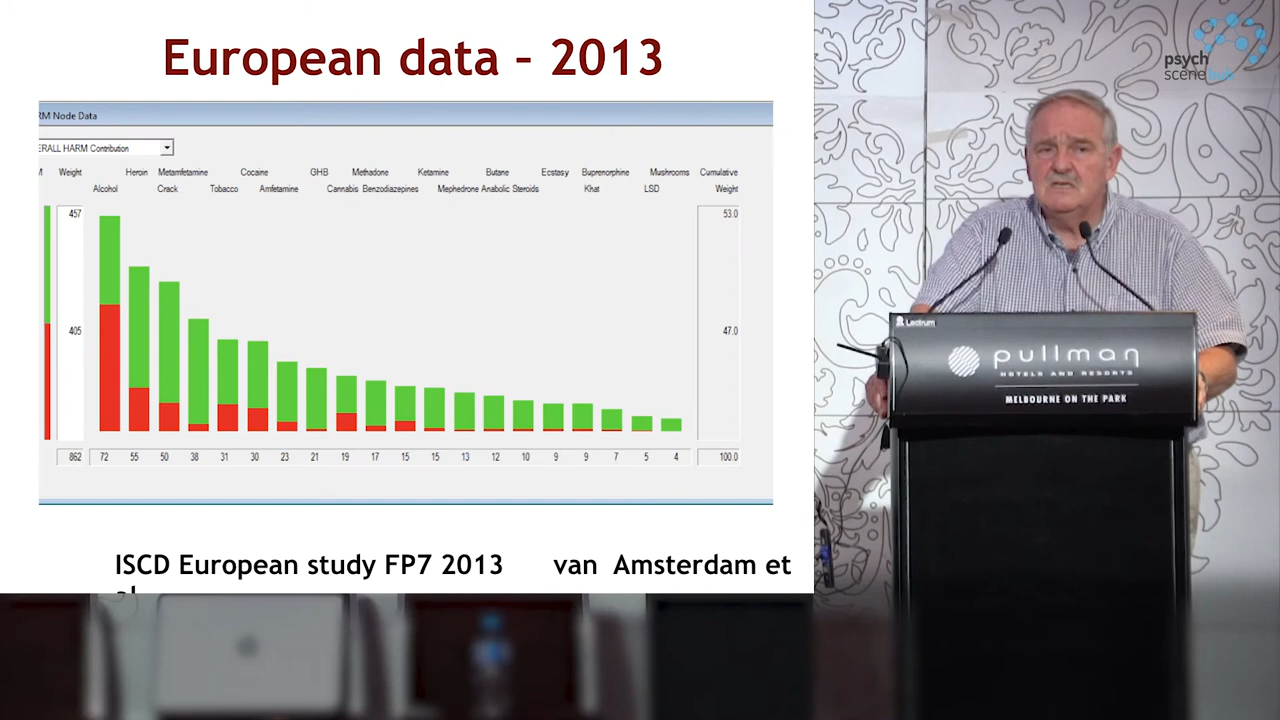 European data – 2013
RM Node Data
ERALL HARM Contribution
Weight Heroin Metamfetamine Cocaine GHB Methadone Ketamine Butane Ecstasy Buprenorphine Mushrooms Cumulative
Alcohol Crack Tobacco Amfetamine Cannabis Benzodiazepines Mephedrone Anabolic Steroids Khat LSD Weight
457 53.0
405 47.0
862 72 55 50 38 31 30 23 21 19 17 15 15 13 12 10 9 9 7 5 4 100.0
ISCD European study FP7 2013 van Amsterdam et
psych
scene hub
Lectrum
pullman
HOTELS AND RESORTS
MELBOURNE ON THE PARK